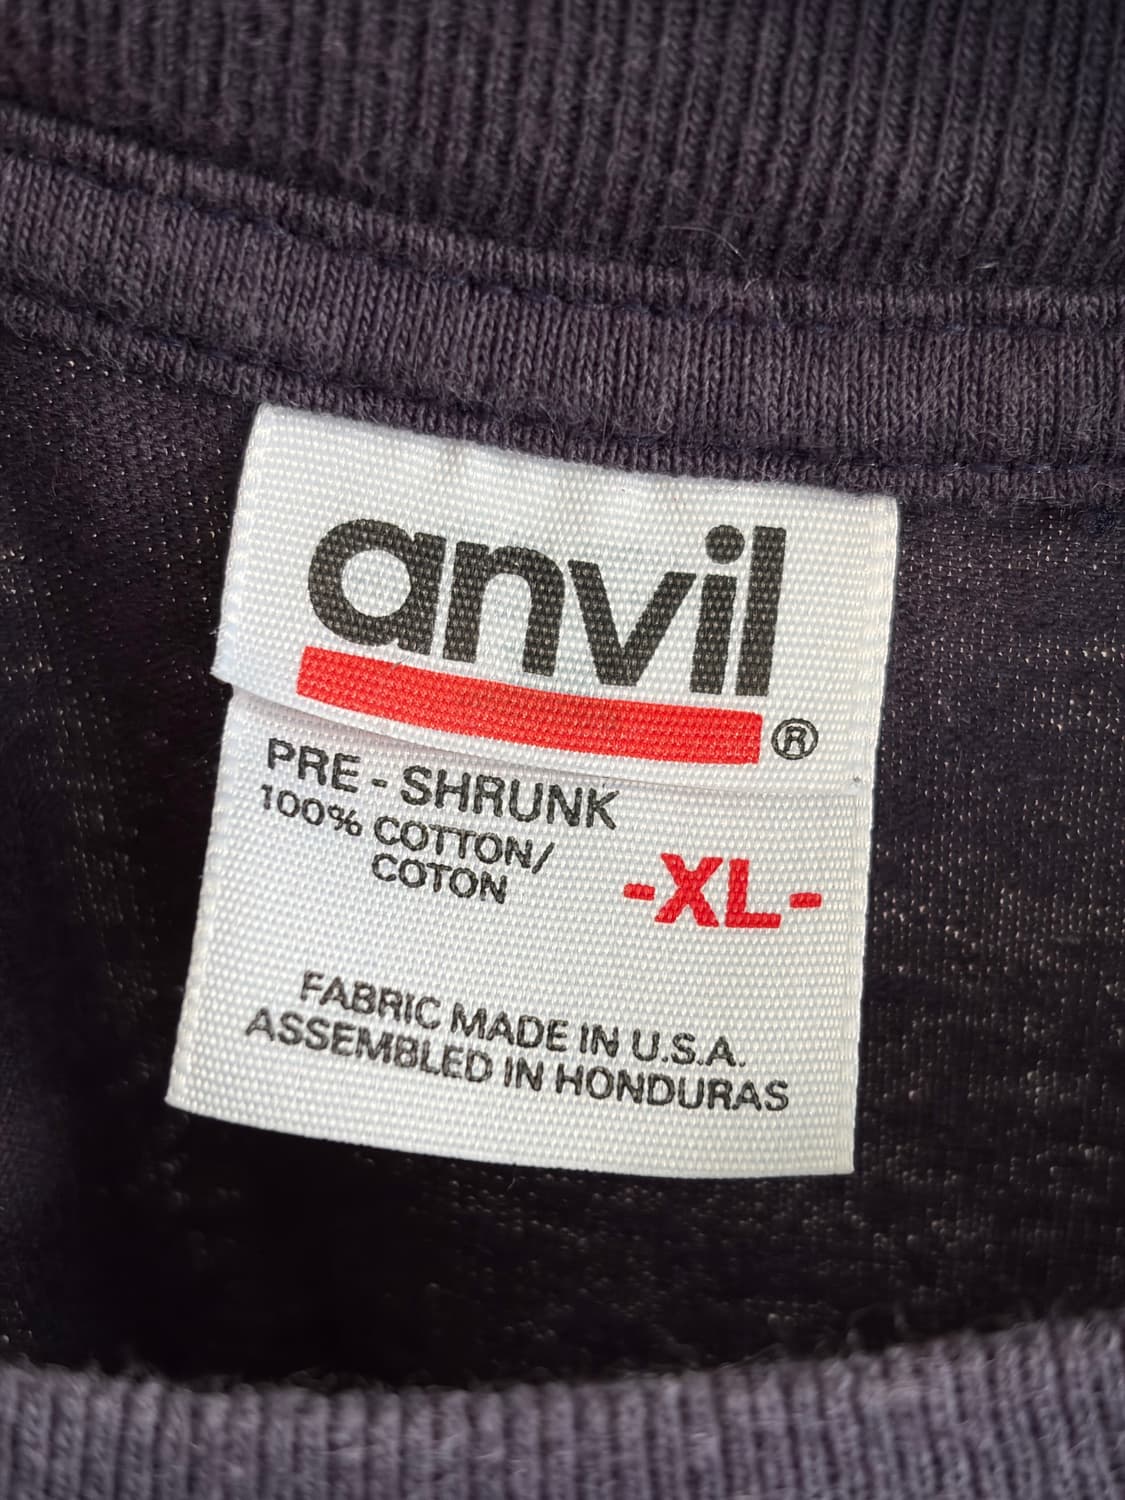 anvil®
PRE - SHRUNK
100% COTTON/
COTON
-XL-
FABRIC MADE IN U.S.A.
ASSEMBLED IN HONDURAS